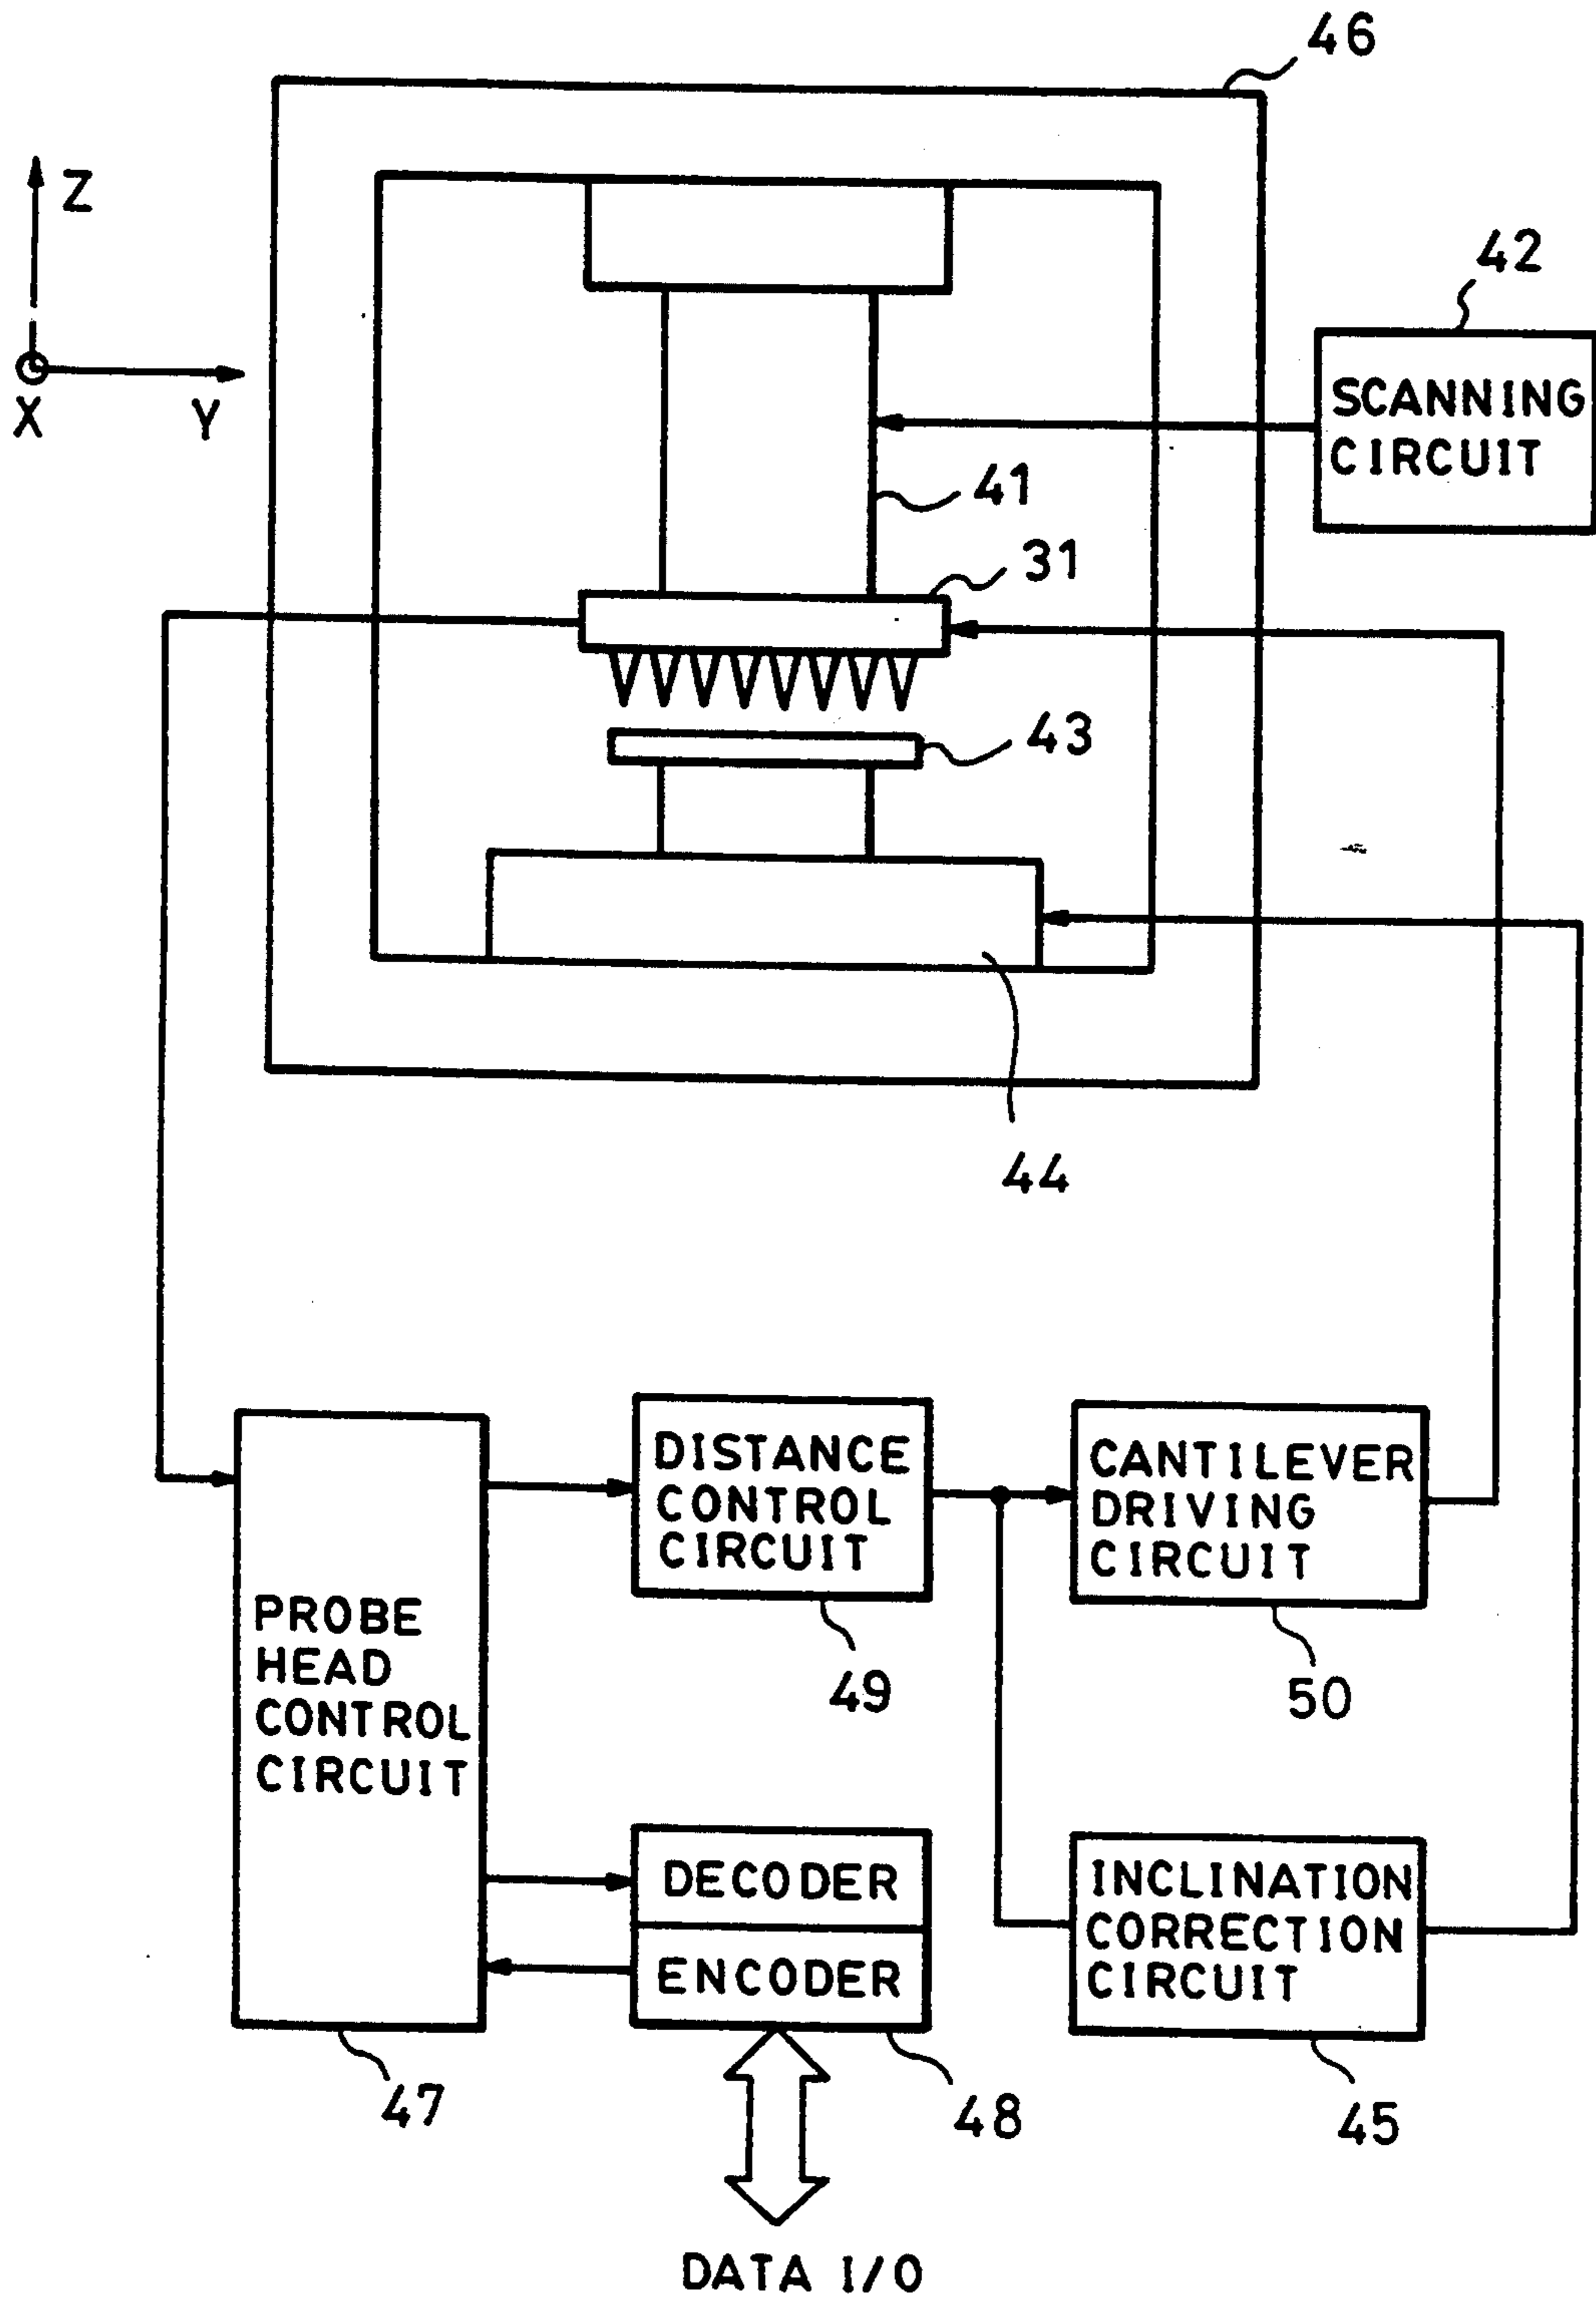 46
Z
X
Y
42
SCANNING
CIRCUIT
41
31
43
44
DISTANCE
CONTROL
CIRCUIT
49
CANTILEVER
DRIVING
CIRCUIT
50
PROBE
HEAD
CONTROL
CIRCUIT
47
DECODER
ENCODER
48
INCLINATION
CORRECTION
CIRCUIT
45
DATA I/O